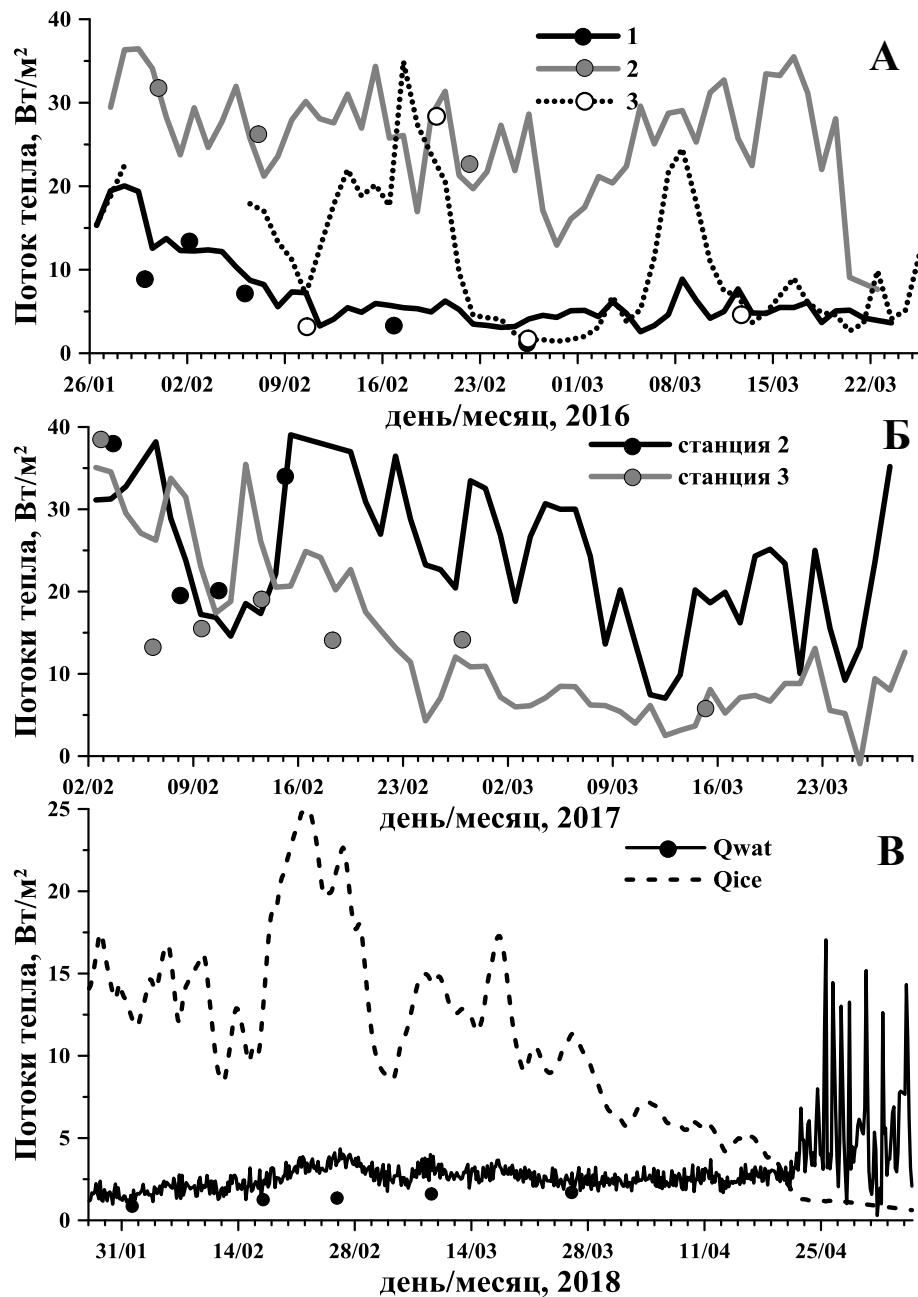 40
30
20
10
0
Поток тепла, Вт/м²
А
1
2
3
26/01 02/02 09/02 16/02 23/02 01/03 08/03 15/03 22/03
день/месяц, 2016
40
30
20
10
0
Потоки тепла, Вт/м²
Б
станция 2
станция 3
02/02 09/02 16/02 23/02 02/03 09/03 16/03 23/03
день/месяц, 2017
25
20
15
10
5
0
Потоки тепла, Вт/м²
В
Qwat
Qice
31/01 14/02 28/02 14/03 28/03 11/04 25/04
день/месяц, 2018